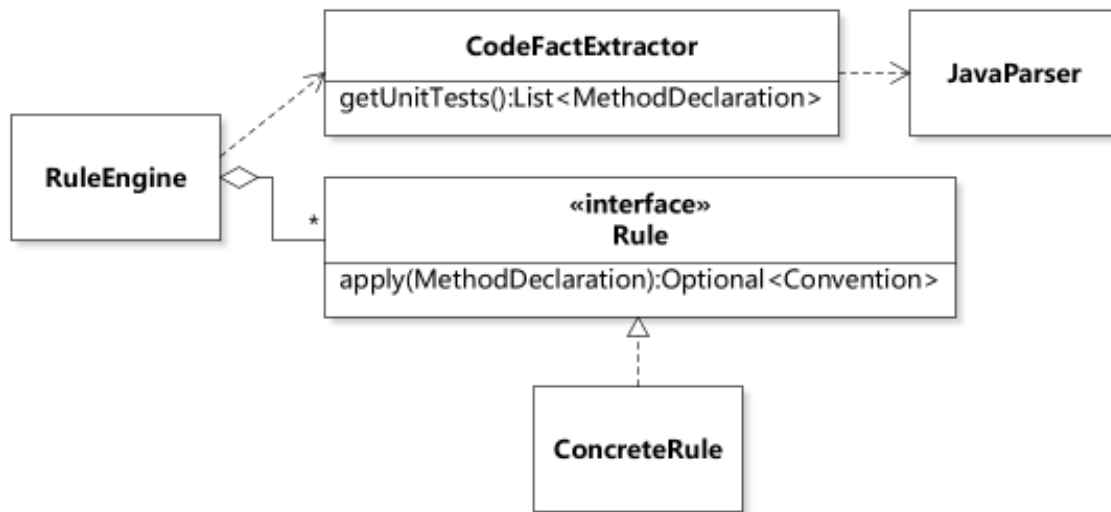 CodeFactExtractor
getUnitTests():List<MethodDeclaration>
JavaParser
RuleEngine
*
«interface»
Rule
apply(MethodDeclaration):Optional<Convention>
ConcreteRule